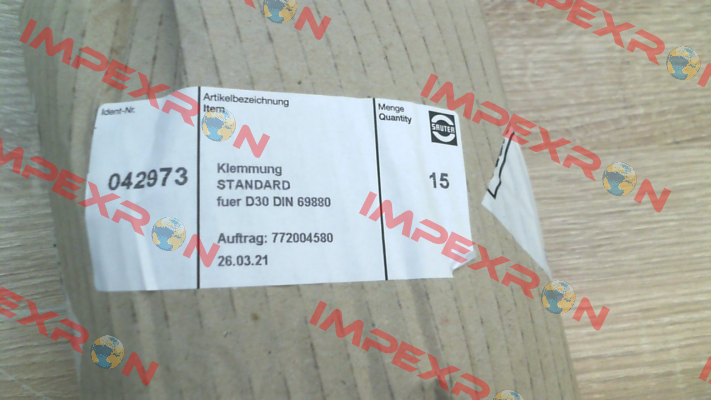 Ident-Nr.
042973
Artikelbezeichnung
Item
Klemmung
STANDARD
fuer D30 DIN 69880
Auftrag: 772004580
26.03.21
Menge
Quantity
15
SAUTER
IMPEXRON
IMPEXRON
IMPEXRON
IMPEXRON
IMPEXRON
IMPEXRON
IMPEXRON
IMPEXRON